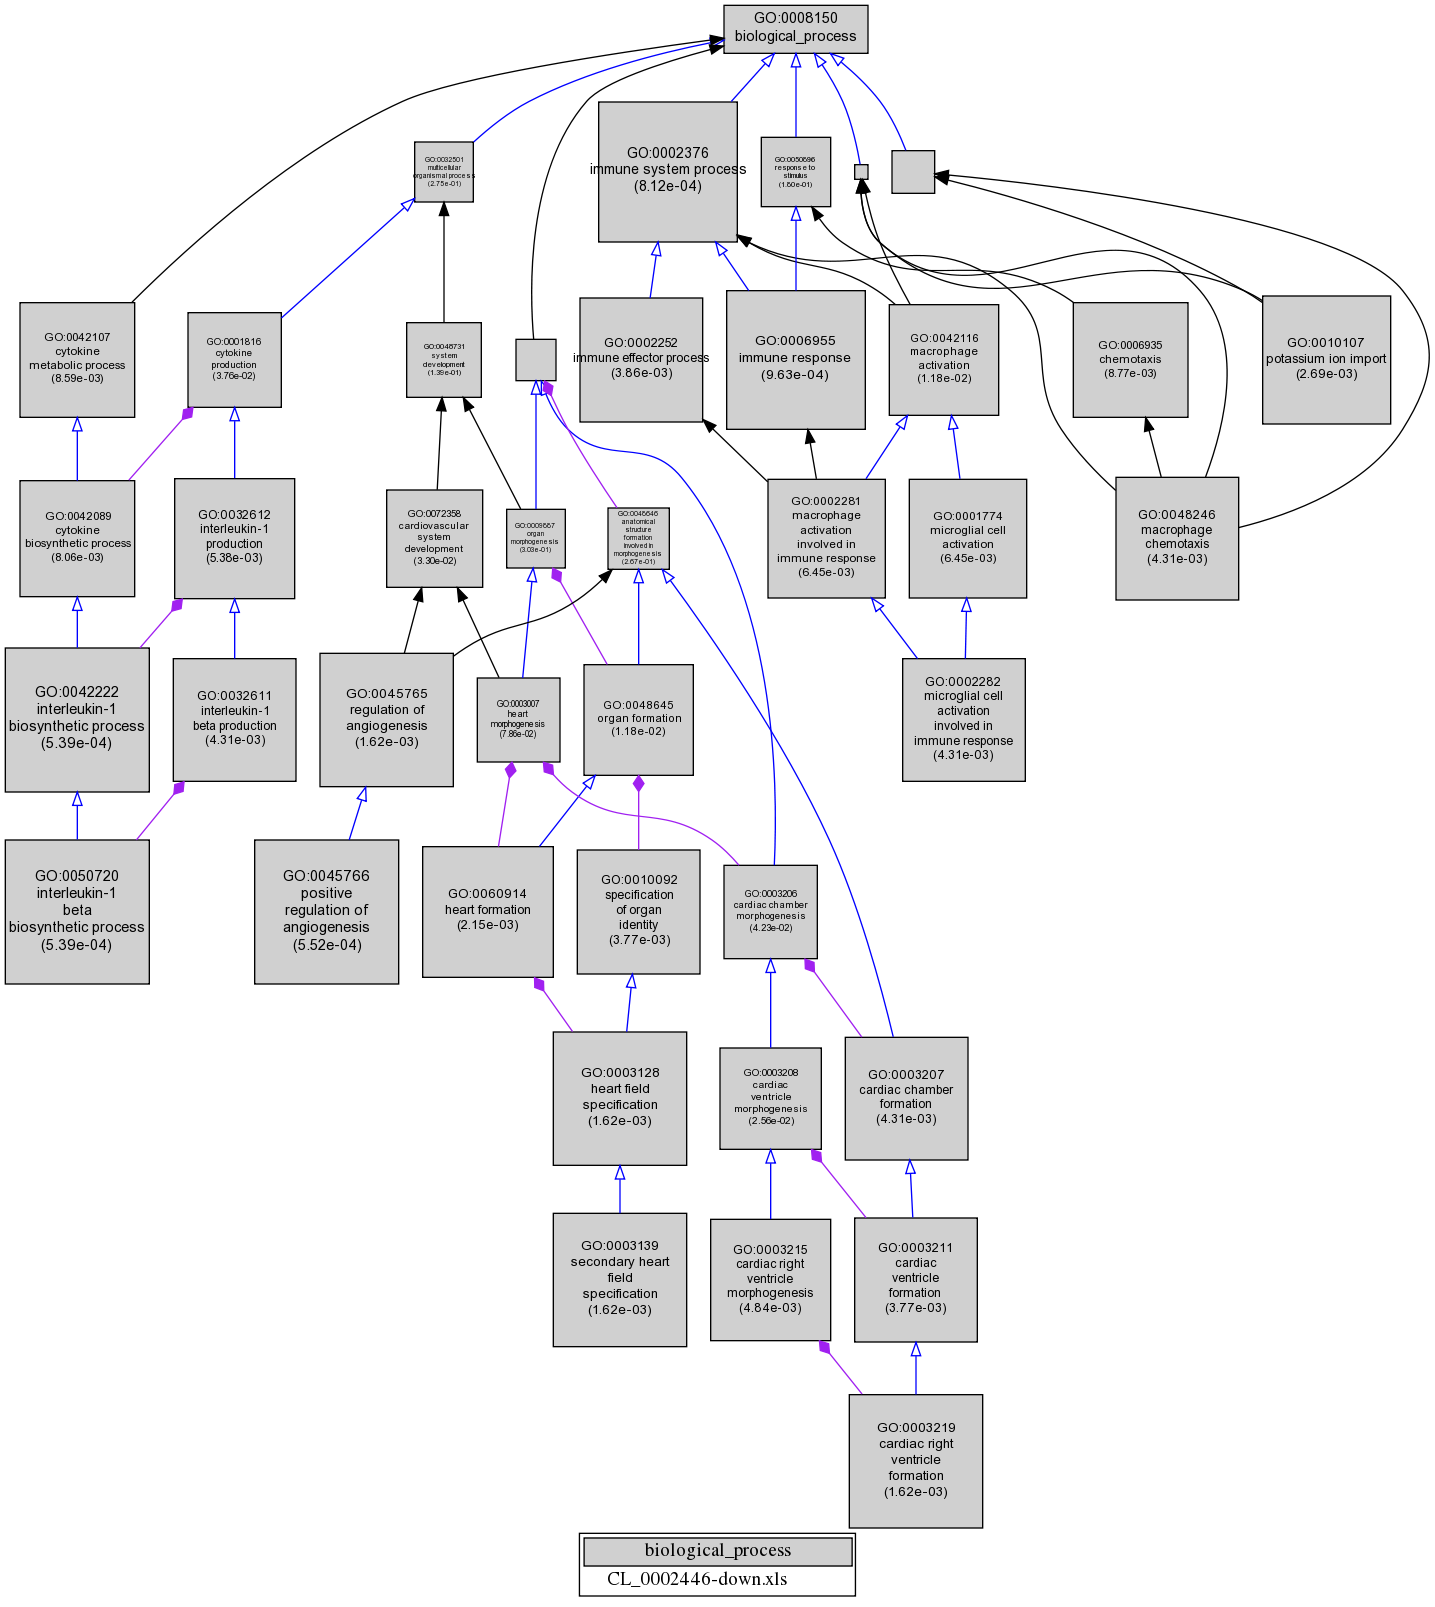 GO:0008150
biological_process
GO:0032501
multicellular
organismal process
(2.75e-01)
GO:0002376
immune system process
(8.12e-04)
GO:0050896
response to
stimulus
(1.60e-01)
GO:0042107
cytokine
metabolic process
(8.59e-03)
GO:0001816
cytokine
production
(3.76e-02)
GO:0048731
system
development
(1.39e-01)
GO:0002252
immune effector process
(3.86e-03)
GO:0006955
immune response
(9.63e-04)
GO:0042116
macrophage
activation
(1.18e-02)
GO:0006935
chemotaxis
(8.77e-03)
GO:0010107
potassium ion import
(2.69e-03)
GO:0042089
cytokine
biosynthetic process
(8.06e-03)
GO:0032612
interleukin-1
production
(5.38e-03)
GO:0072358
cardiovascular
system
development
(3.30e-02)
GO:0009887
organ
morphogenesis
(3.03e-01)
GO:0048646
anatomical
structure
formation
involved in
morphogenesis
(2.67e-01)
GO:0002281
macrophage
activation
involved in
immune response
(6.45e-03)
GO:0001774
microglial cell
activation
(6.45e-03)
GO:0048246
macrophage
chemotaxis
(4.31e-03)
GO:0042222
interleukin-1
biosynthetic process
(5.39e-04)
GO:0032611
interleukin-1
beta production
(4.31e-03)
GO:0045765
regulation of
angiogenesis
(1.62e-03)
GO:0003007
heart
morphogenesis
(7.86e-02)
GO:0048645
organ formation
(1.18e-02)
GO:0002282
microglial cell
activation
involved in
immune response
(4.31e-03)
GO:0050720
interleukin-1
beta
biosynthetic process
(5.39e-04)
GO:0045766
positive
regulation of
angiogenesis
(5.52e-04)
GO:0060914
heart formation
(2.15e-03)
GO:0010092
specification
of organ
identity
(3.77e-03)
GO:0003206
cardiac chamber
morphogenesis
(4.23e-02)
GO:0003128
heart field
specification
(1.62e-03)
GO:0003208
cardiac
ventricle
morphogenesis
(2.56e-02)
GO:0003207
cardiac chamber
formation
(4.31e-03)
GO:0003139
secondary heart
field
specification
(1.62e-03)
GO:0003215
cardiac right
ventricle
morphogenesis
(4.84e-03)
GO:0003211
cardiac
ventricle
formation
(3.77e-03)
GO:0003219
cardiac right
ventricle
formation
(1.62e-03)
biological_process
CL_0002446-down.xls